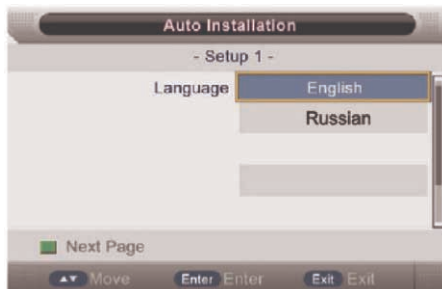 Auto Installation
- Setup 1 -
Language English
Russian
Next Page
▲▼ Move Enter Enter Exit Exit